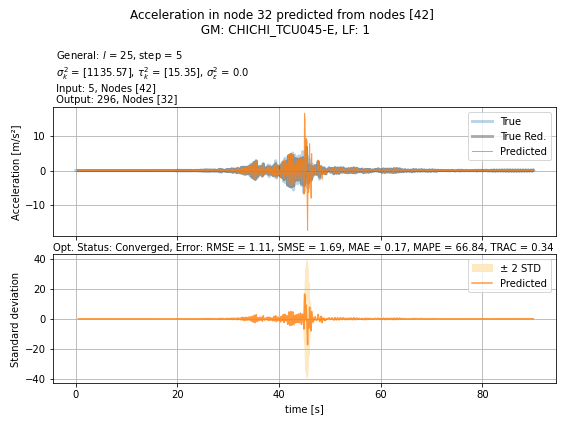 Acceleration in node 32 predicted from nodes [42]
GM: CHICHI_TCU045-E, LF: 1
General: l = 25, step = 5
σ²ₖ = [1135.57], τ²ₖ = [15.35], σ²ε = 0.0
Input: 5, Nodes [42]
Output: 296, Nodes [32]
True
True Red.
Predicted
10
0
−10
Acceleration [m/s²]
Opt. Status: Converged, Error: RMSE = 1.11, SMSE = 1.69, MAE = 0.17, MAPE = 66.84, TRAC = 0.34
± 2 STD
Predicted
40
20
0
−20
−40
Standard deviation
0 20 40 60 80
time [s]